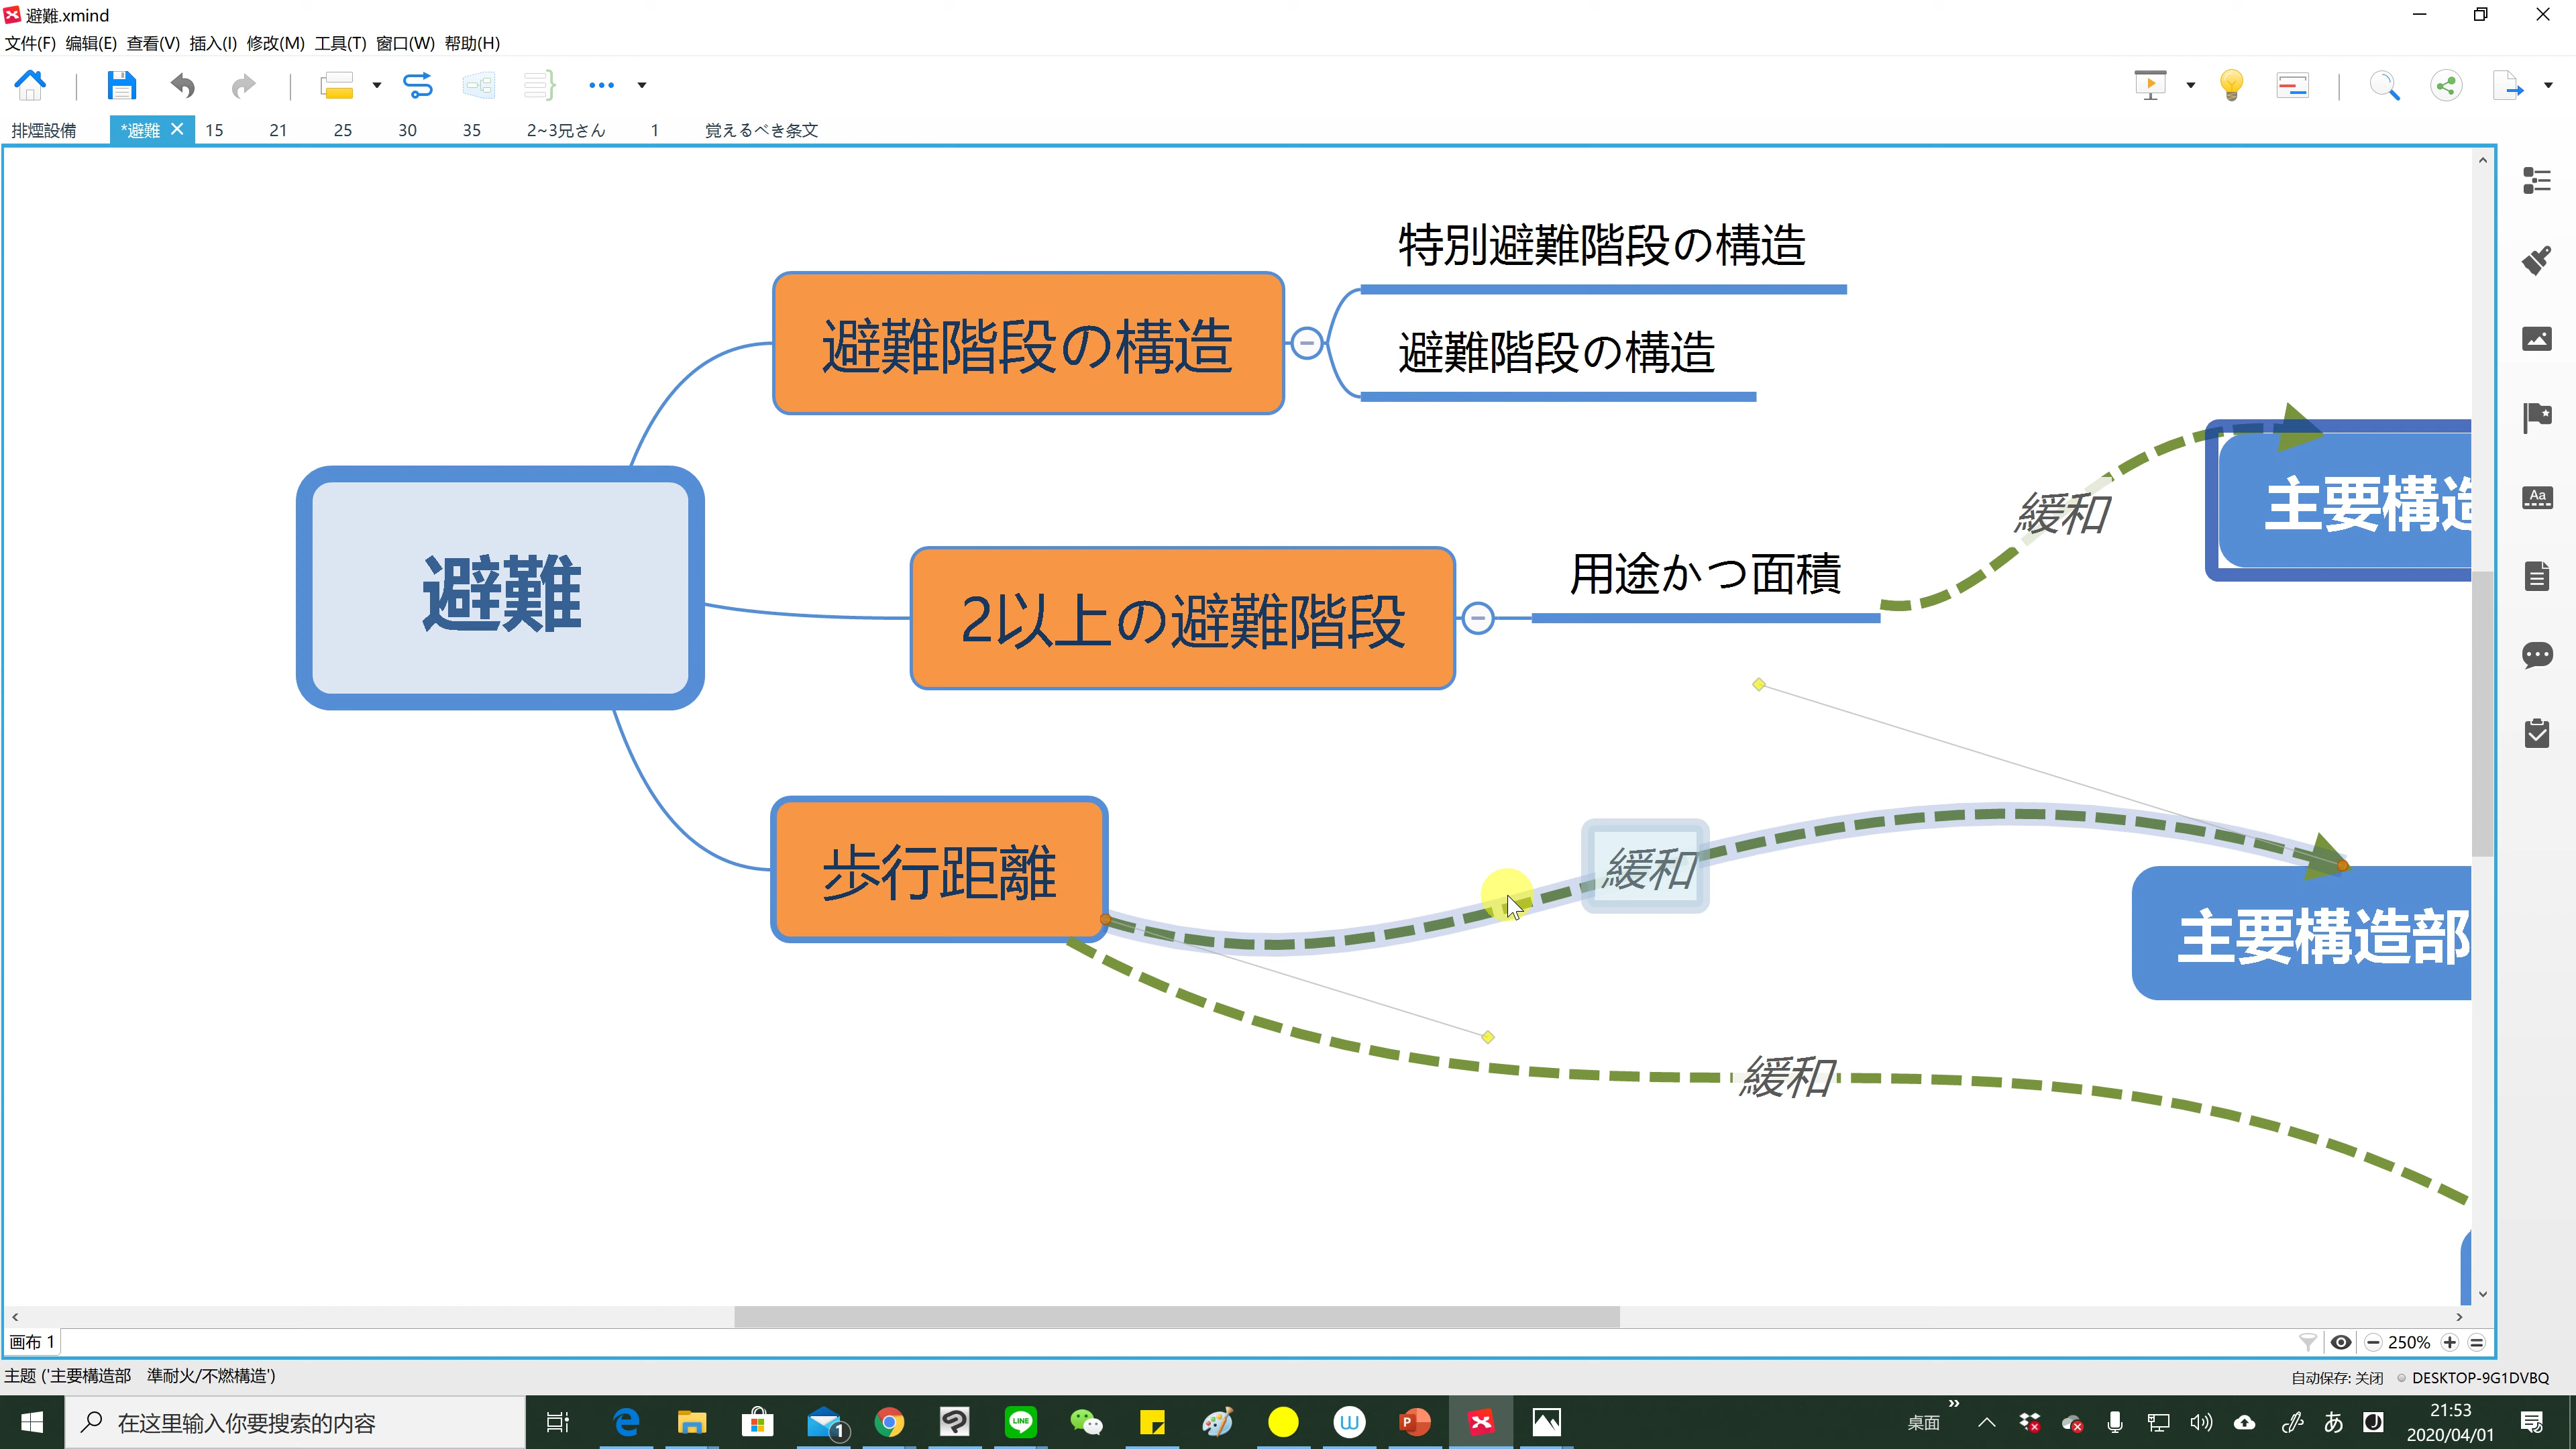 避難.xmind
文件(F) 编辑(E) 查看(V) 插入(I) 修改(M) 工具(T) 窗口(W) 帮助(H)
排煙設備 *避難 15 21 25 30 35 2~3兄さん 1 覚えるべき条文
特別避難階段の構造
避難階段の構造
避難階段の構造
主要構造
緩和
用途かつ面積
避難
2以上の避難階段
歩行距離
緩和
主要構造部
緩和
画布 1
250%
主题 ('主要構造部 準耐火/不燃構造')
自动保存: 关闭 DESKTOP-9G1DVBQ
在这里输入你要搜索的内容
1
LINE
桌面
あ
21:53
2020/04/01